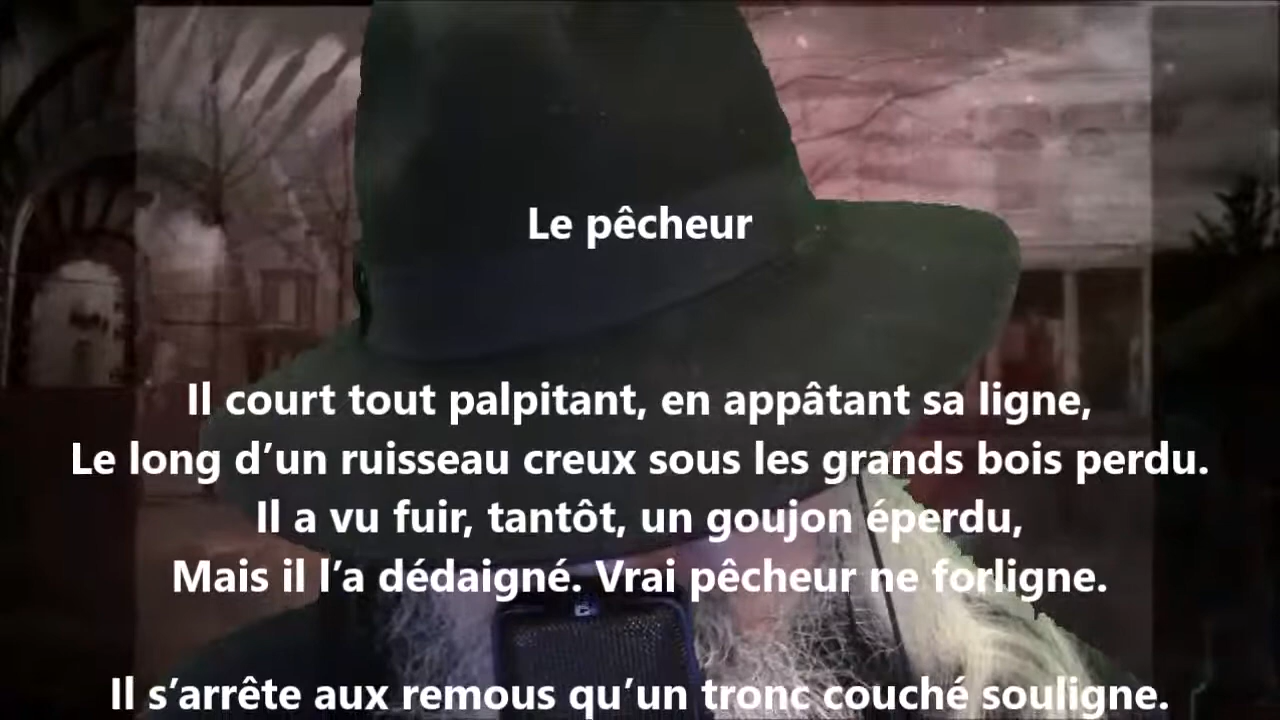 Le pêcheur
Il court tout palpitant, en appâtant sa ligne,
Le long d’un ruisseau creux sous les grands bois perdu.
Il a vu fuir, tantôt, un goujon éperdu,
Mais il l’a dédaigné. Vrai pêcheur ne forligne.
Il s’arrête aux remous qu’un tronc couché souligne.